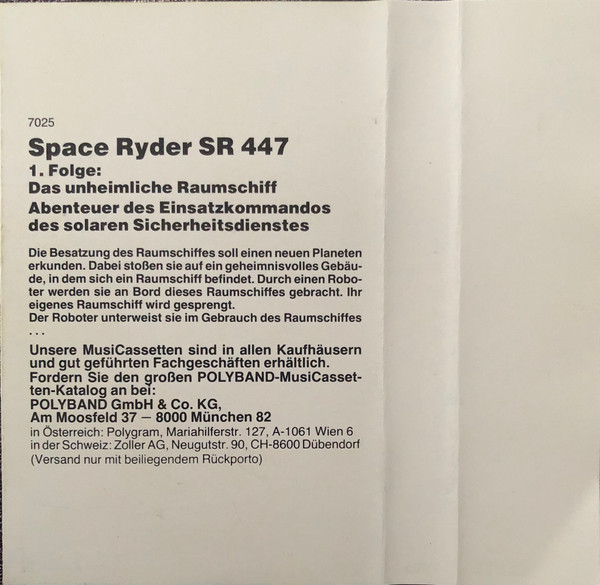 7025
Space Ryder SR 447
1. Folge:
Das unheimliche Raumschiff
Abenteuer des Einsatzkommandos
des solaren Sicherheitsdienstes
Die Besatzung des Raumschiffes soll einen neuen Planeten
erkunden. Dabei stoßen sie auf ein geheimnisvolles Gebäu-
de, in dem sich ein Raumschiff befindet. Durch einen Robo-
ter werden sie an Bord dieses Raumschiffes gebracht. Ihr
eigenes Raumschiff wird gesprengt.
Der Roboter unterweist sie im Gebrauch des Raumschiffes
...
Unsere MusiCassetten sind in allen Kaufhäusern
und gut geführten Fachgeschäften erhältlich.
Fordern Sie den großen POLYBAND-MusiCasset-
ten-Katalog an bei:
POLYBAND GmbH & Co. KG,
Am Moosfeld 37 – 8000 München 82
in Österreich: Polygram, Mariahilferstr. 127, A-1061 Wien 6
in der Schweiz: Zoller AG, Neugutstr. 90, CH-8600 Dübendorf
(Versand nur mit beiliegendem Rückporto)